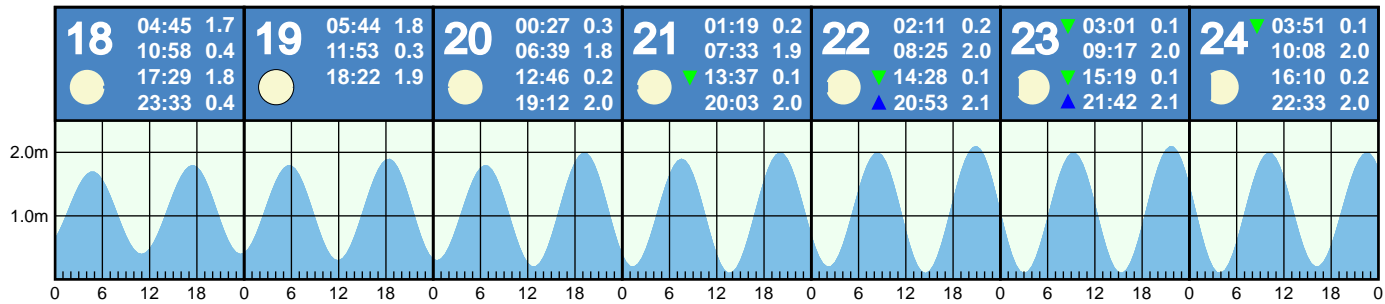 18
04:45 1.7
10:58 0.4
17:29 1.8
23:33 0.4
19
05:44 1.8
11:53 0.3
18:22 1.9
20
00:27 0.3
06:39 1.8
12:46 0.2
19:12 2.0
21
01:19 0.2
07:33 1.9
▼ 13:37 0.1
20:03 2.0
22
02:11 0.2
08:25 2.0
▼ 14:28 0.1
▲ 20:53 2.1
23
▼ 03:01 0.1
09:17 2.0
▼ 15:19 0.1
▲ 21:42 2.1
24
▼ 03:51 0.1
10:08 2.0
16:10 0.2
22:33 2.0
2.0m
1.0m
0 6 12 18 0 6 12 18 0 6 12 18 0 6 12 18 0 6 12 18 0 6 12 18 0 6 12 18 0